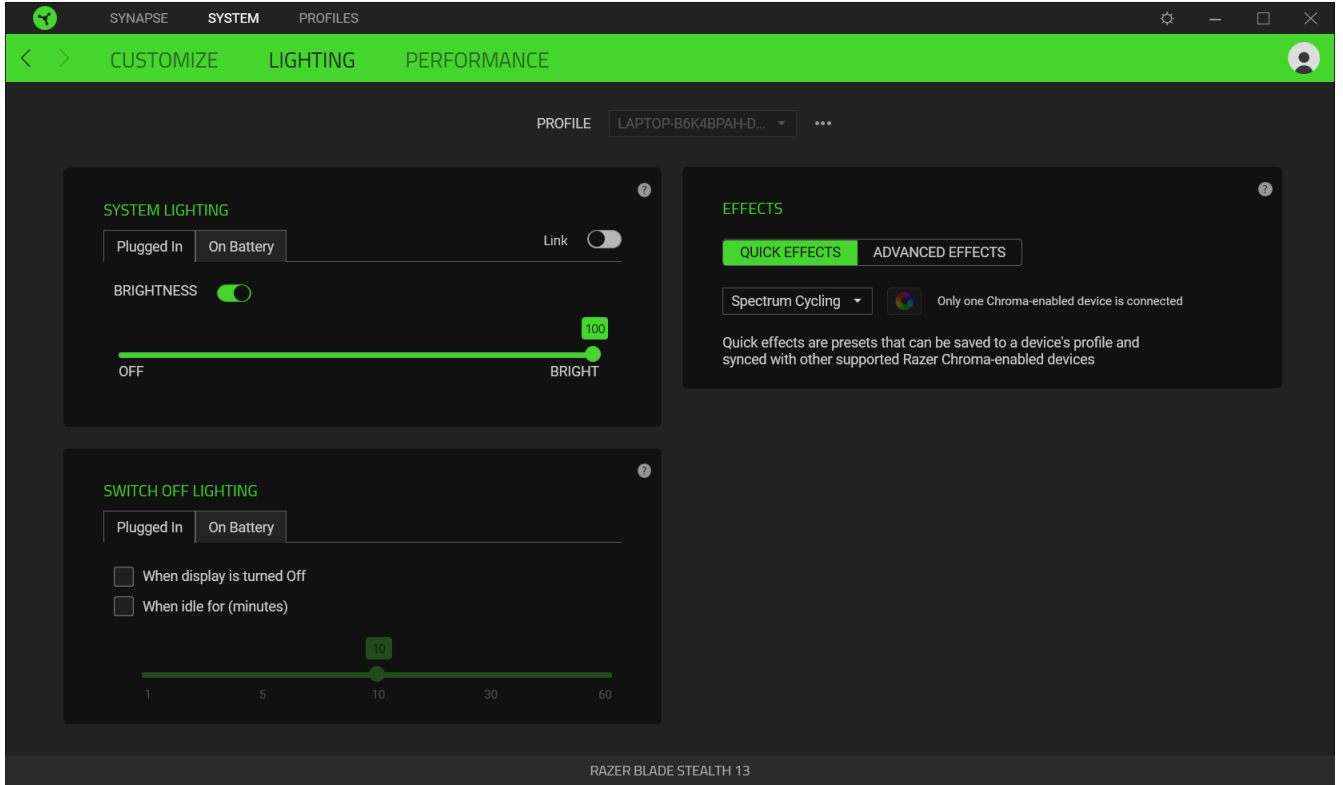 SYNAPSE SYSTEM PROFILES
CUSTOMIZE LIGHTING PERFORMANCE
PROFILE LAPTOP-B6K4BPAH-D... •••
SYSTEM LIGHTING
?
Plugged In On Battery
Link
BRIGHTNESS
100
OFF BRIGHT
SWITCH OFF LIGHTING
?
Plugged In On Battery
When display is turned Off
When idle for (minutes)
10
1 5 10 30 60
EFFECTS
?
QUICK EFFECTS ADVANCED EFFECTS
Spectrum Cycling
Only one Chroma-enabled device is connected
Quick effects are presets that can be saved to a device's profile and
synced with other supported Razer Chroma-enabled devices
RAZER BLADE STEALTH 13